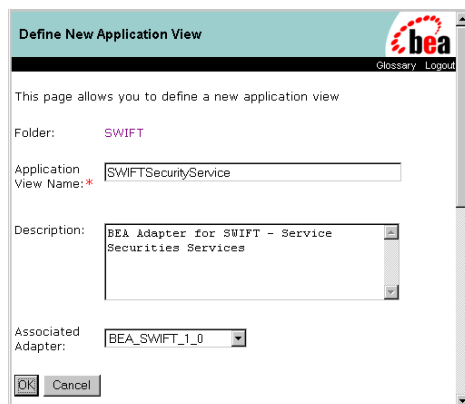 Define New Application View
bea
Glossary Logout
This page allows you to define a new application view
Folder: SWIFT
Application
View Name:* SWIFTSecurityService
Description: BEA Adapter for SWIFT - Service
Securities Services
Associated
Adapter: BEA_SWIFT_1_0
OK Cancel